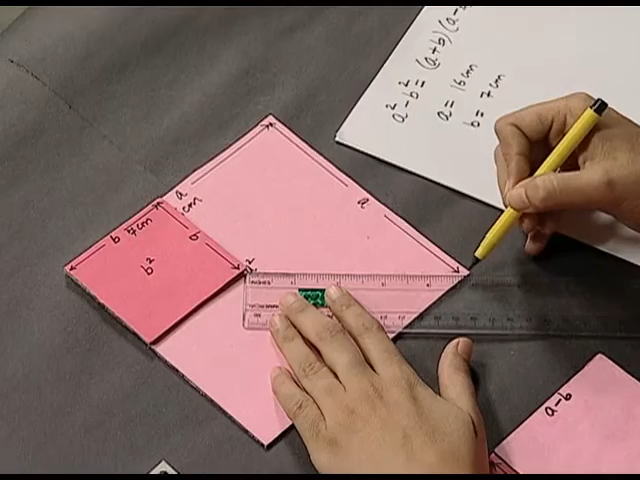 a²-b²= (a+b)(a-
a= 16cm
b= 7cm
a
cm
a
b 7cm
b
b²
a-b